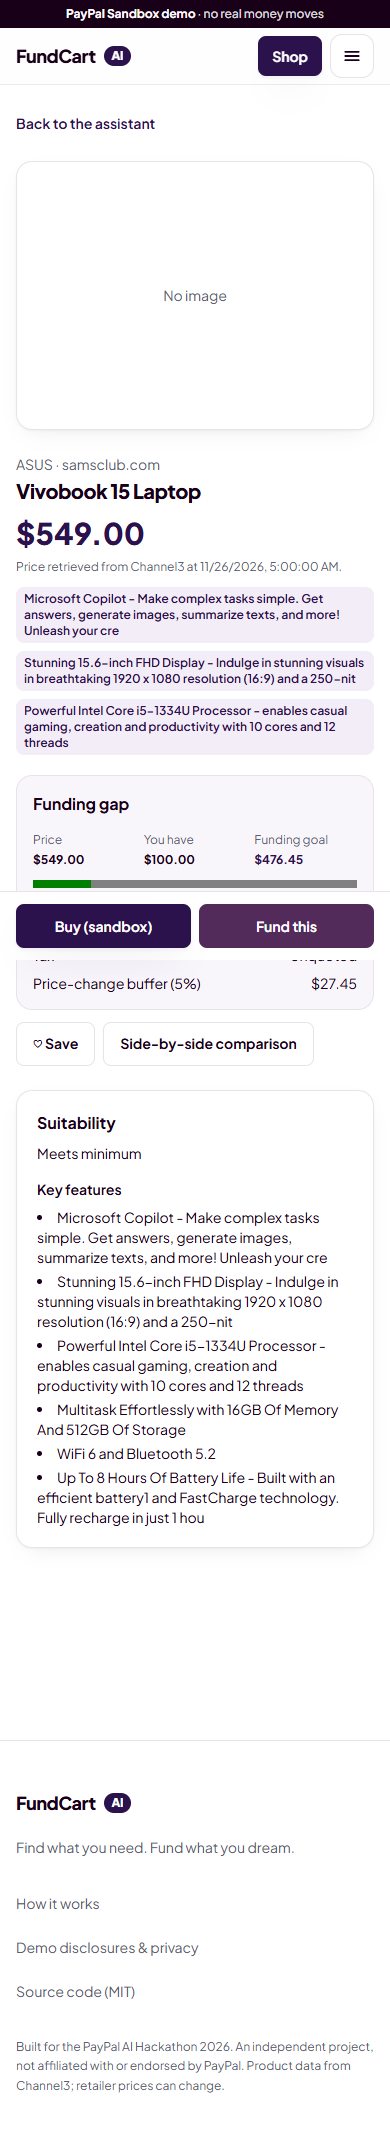 PayPal Sandbox demo · no real money moves
FundCart AI
Shop
Back to the assistant
No image
ASUS · samsclub.com
Vivobook 15 Laptop
$549.00
Price retrieved from Channel3 at 11/26/2026, 5:00:00 AM.
Microsoft Copilot - Make complex tasks simple. Get
answers, generate images, summarize texts, and more!
Unleash your cre
Stunning 15.6-inch FHD Display - Indulge in stunning visuals
in breathtaking 1920 x 1080 resolution (16:9) and a 250-nit
Powerful Intel Core i5-1334U Processor - enables casual
gaming, creation and productivity with 10 cores and 12
threads
Funding gap
Price You have Funding goal
$549.00 $100.00 $476.45
Buy (sandbox) Fund this
Price-change buffer (5%) $27.45
♡ Save Side-by-side comparison
Suitability
Meets minimum
Key features
• Microsoft Copilot - Make complex tasks
simple. Get answers, generate images,
summarize texts, and more! Unleash your cre
• Stunning 15.6-inch FHD Display - Indulge in
stunning visuals in breathtaking 1920 x 1080
resolution (16:9) and a 250-nit
• Powerful Intel Core i5-1334U Processor -
enables casual gaming, creation and
productivity with 10 cores and 12 threads
• Multitask Effortlessly with 16GB Of Memory
And 512GB Of Storage
• WiFi 6 and Bluetooth 5.2
• Up To 8 Hours Of Battery Life - Built with an
efficient battery1 and FastCharge technology.
Fully recharge in just 1 hou
FundCart AI
Find what you need. Fund what you dream.
How it works
Demo disclosures & privacy
Source code (MIT)
Built for the PayPal AI Hackathon 2026. An independent project,
not affiliated with or endorsed by PayPal. Product data from
Channel3; retailer prices can change.